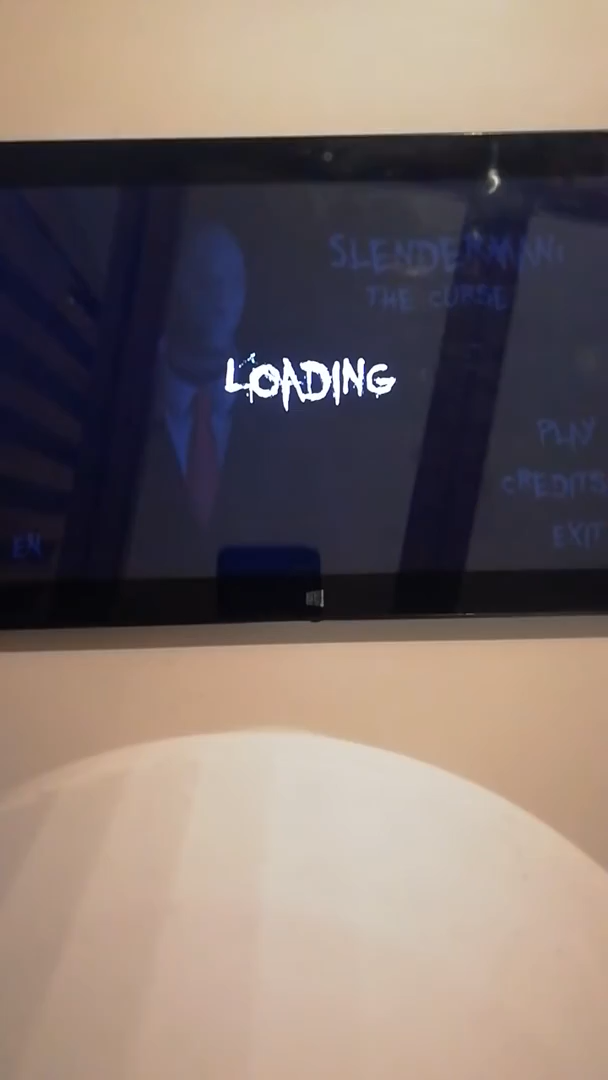 SLENDERMAN:
THE CURSE
LOADING
PLAY
CREDITS
EXIT
EN